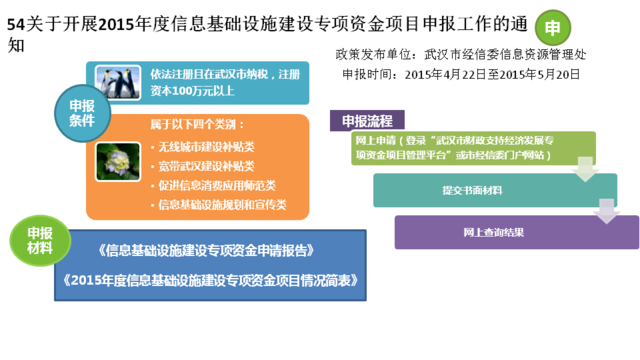 54关于开展2015年度信息基础设施建设专项资金项目申报工作的通
知
申
政策发布单位：武汉市经信委信息资源管理处
申报时间：2015年4月22日至2015年5月20日
申报
条件
依法注册且在武汉市纳税，注册
资本100万元以上
属于以下四个类别：
• 无线城市建设补贴类
• 宽带武汉建设补贴类
• 促进信息消费应用师范类
• 信息基础设施规划和宣传类
申报
材料
《信息基础设施建设专项资金申请报告》
《2015年度信息基础设施建设专项资金项目情况简表》
申报流程
网上申请（登录“武汉市财政支持经济发展专
项资金项目管理平台”或市经信委门户网站）
提交书面材料
网上查询结果